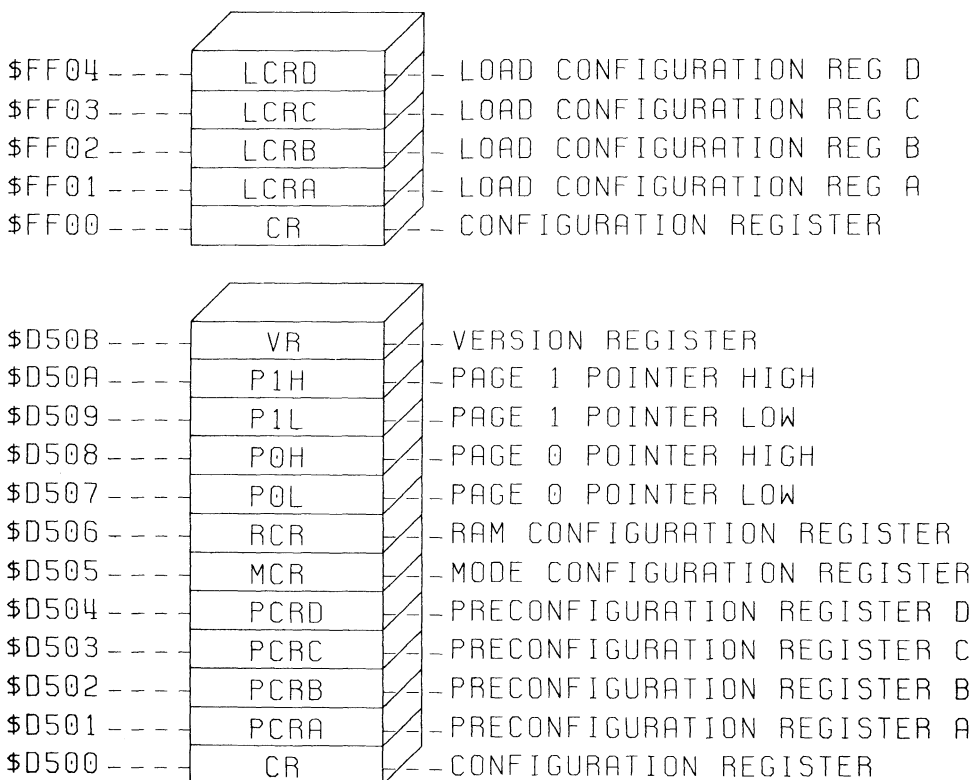 $FF04 ---- LCRD -- LOAD CONFIGURATION REG D
$FF03 ---- LCRC -- LOAD CONFIGURATION REG C
$FF02 ---- LCRB -- LOAD CONFIGURATION REG B
$FF01 ---- LCRA -- LOAD CONFIGURATION REG A
$FF00 ---- CR -- CONFIGURATION REGISTER
$D50B ---- VR -- VERSION REGISTER
$D50A ---- P1H -- PAGE 1 POINTER HIGH
$D509 ---- P1L -- PAGE 1 POINTER LOW
$D508 ---- P0H -- PAGE 0 POINTER HIGH
$D507 ---- P0L -- PAGE 0 POINTER LOW
$D506 ---- RCR -- RAM CONFIGURATION REGISTER
$D505 ---- MCR -- MODE CONFIGURATION REGISTER
$D504 ---- PCRD -- PRECONFIGURATION REGISTER D
$D503 ---- PCRC -- PRECONFIGURATION REGISTER C
$D502 ---- PCRB -- PRECONFIGURATION REGISTER B
$D501 ---- PCRA -- PRECONFIGURATION REGISTER A
$D500 ---- CR -- CONFIGURATION REGISTER